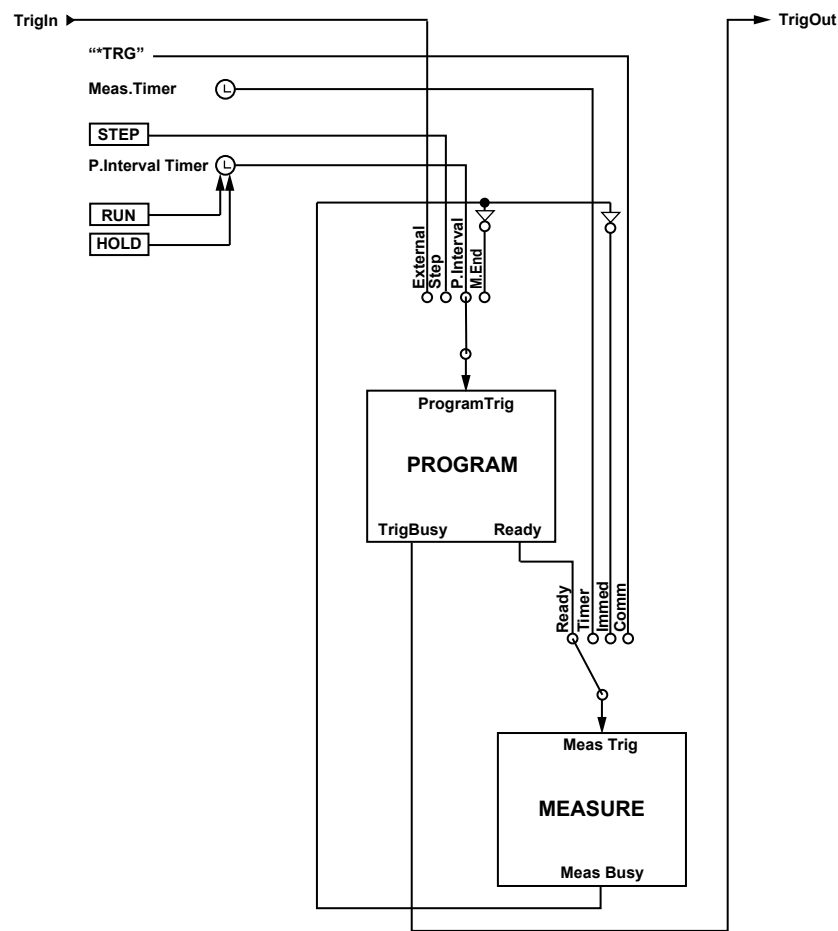 TrigIn
TrigOut
“*TRG”
Meas.Timer
STEP
P.Interval Timer
RUN
HOLD
External
Step
P.Interval
M.End
ProgramTrig
PROGRAM
TrigBusy
Ready
Ready
Timer
Immed
Comm
Meas Trig
MEASURE
Meas Busy